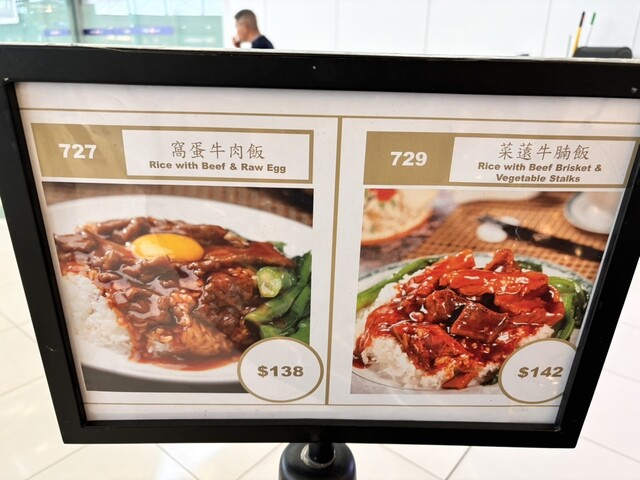 727
窩蛋牛肉飯
Rice with Beef & Raw Egg
$138
729
菜薳牛腩飯
Rice with Beef Brisket &
Vegetable Stalks
$142